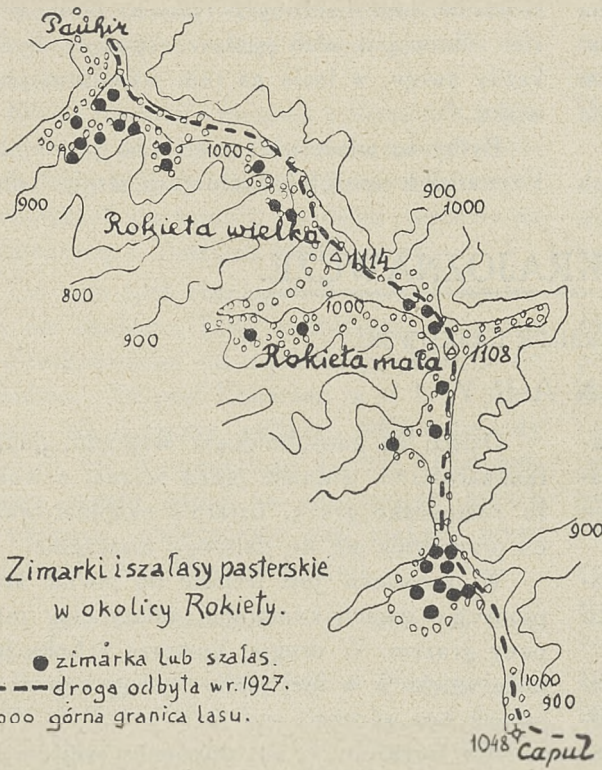 Pauhir
1000
900
Rokieta wielka
900
1000
1114
800
1000
900
Rokieta mała
1108
900
Zimarki i szałasy pasterskie
w okolicy Rokiety.
zimarka lub szałas.
droga odbyta w r. 1927.
górna granica lasu.
1000
900
1048
Capul